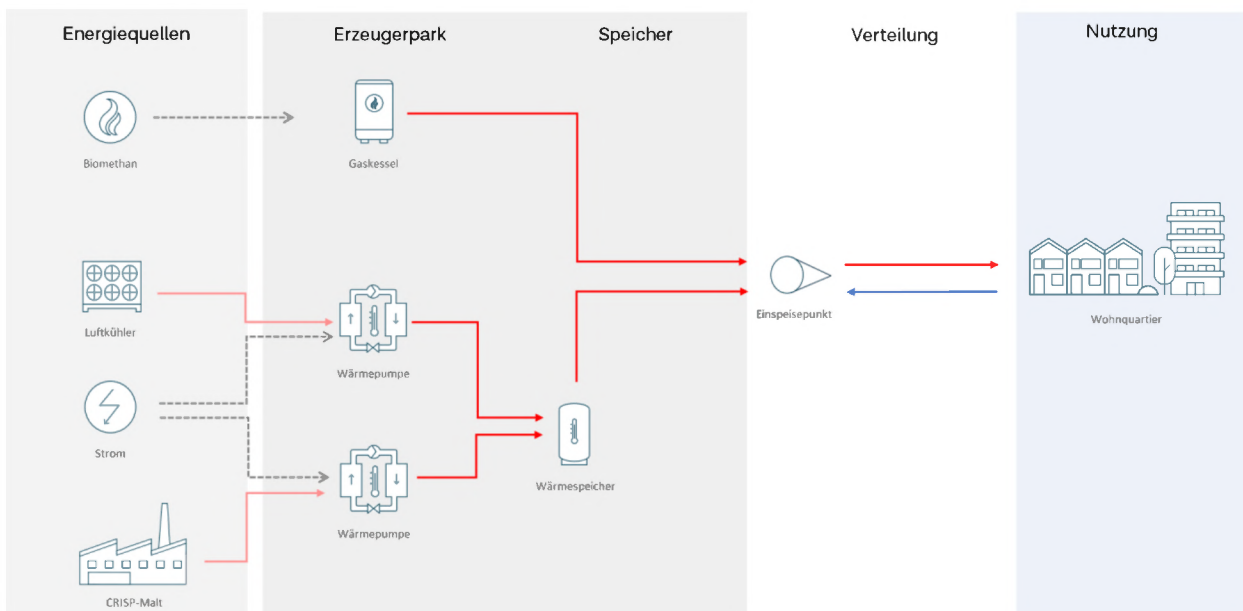 Energiequellen
Erzeugerpark
Speicher
Verteilung
Nutzung
Biomethan
Gaskessel
Luftkühler
Wärmepumpe
Einspeisepunkt
Wohnquartier
Strom
Wärmespeicher
Wärmepumpe
CRISP-Malt